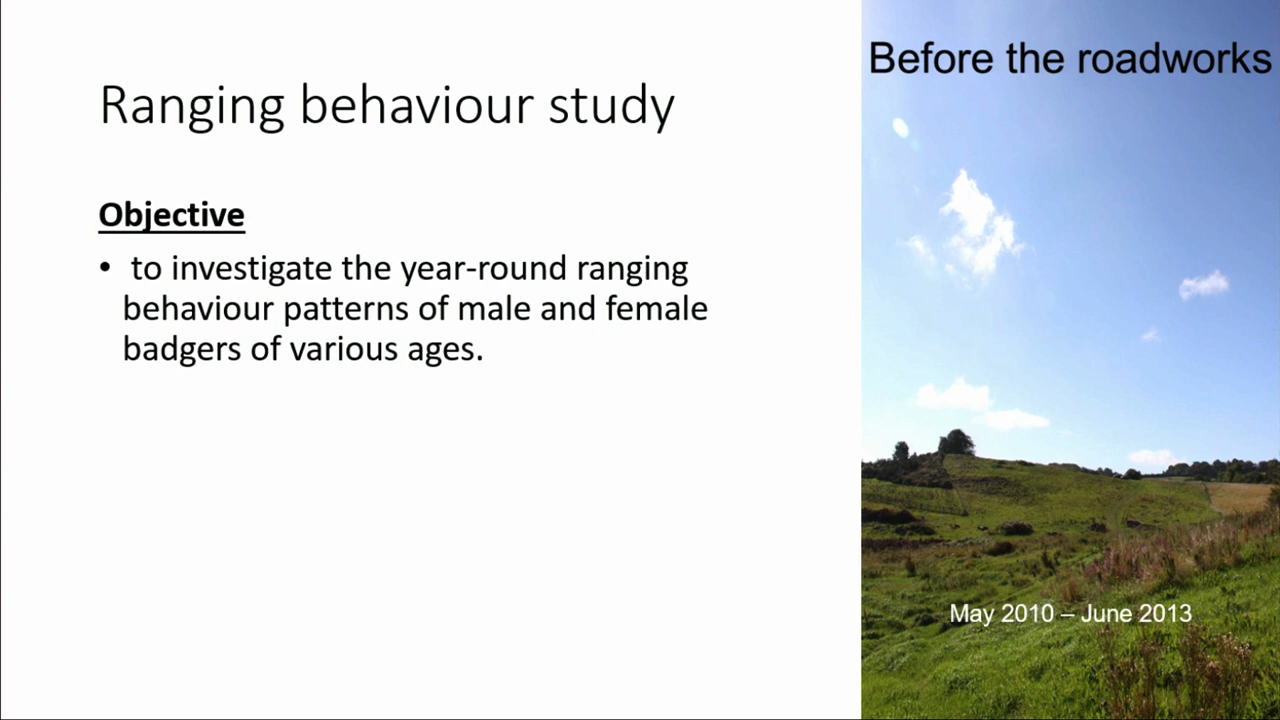 Ranging behaviour study
Objective
• to investigate the year-round ranging
behaviour patterns of male and female
badgers of various ages.
Before the roadworks
May 2010 – June 2013